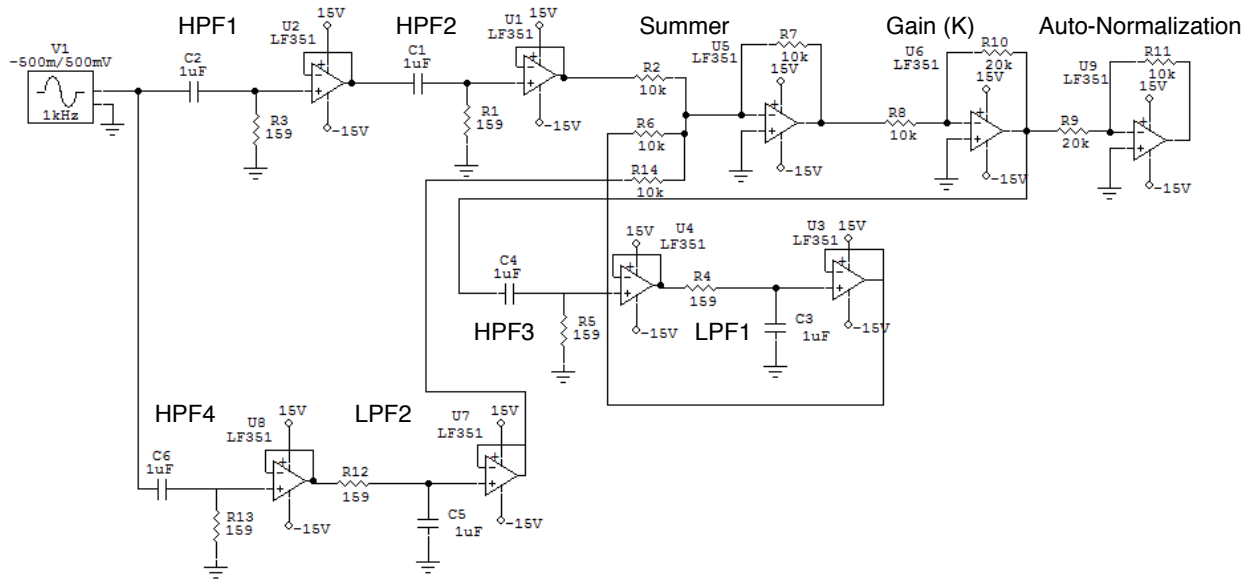 HPF1
HPF2
Summer
Gain (K)
Auto-Normalization
V1
-500m/500mV
1kHz
C2
1uF
R3
159
U2
LF351
15V
-15V
C1
1uF
R1
159
U1
LF351
15V
-15V
R2
10k
R6
10k
R14
10k
U5
LF351
R7
10k
15V
-15V
R8
10k
U6
LF351
R10
20k
15V
-15V
R9
20k
U9
LF351
R11
10k
15V
-15V
C4
1uF
HPF3
R5
159
U4
LF351
15V
-15V
R4
159
LPF1
C3
1uF
U3
LF351
15V
-15V
HPF4
LPF2
C6
1uF
R13
159
U8
LF351
15V
-15V
R12
159
C5
1uF
U7
LF351
15V
-15V